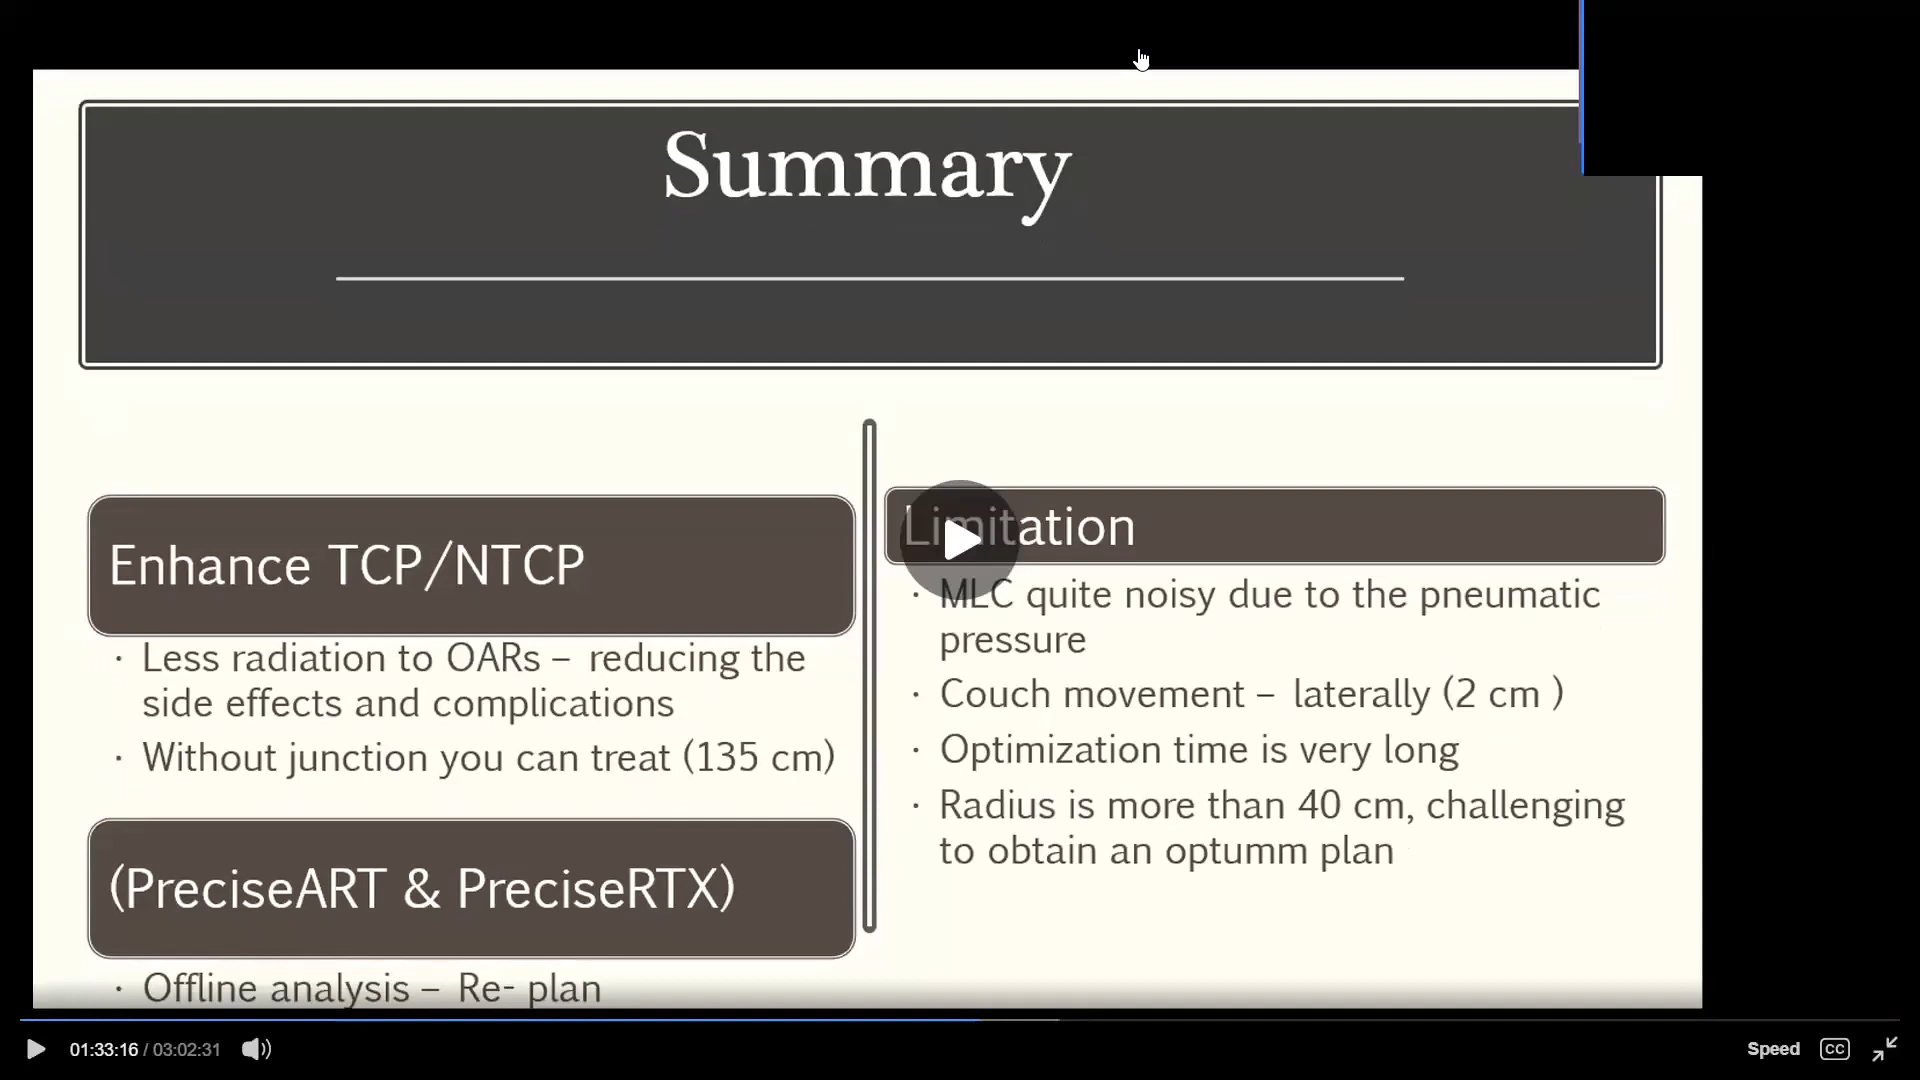 Summary
Enhance TCP/NTCP
· Less radiation to OARs – reducing the
side effects and complications
· Without junction you can treat (135 cm)
(PreciseART & PreciseRTX)
· Offline analysis – Re- plan
Limitation
· MLC quite noisy due to the pneumatic
pressure
· Couch movement – laterally (2 cm )
· Optimization time is very long
· Radius is more than 40 cm, challenging
to obtain an optumm plan
01:33:16 / 03:02:31
Speed
CC